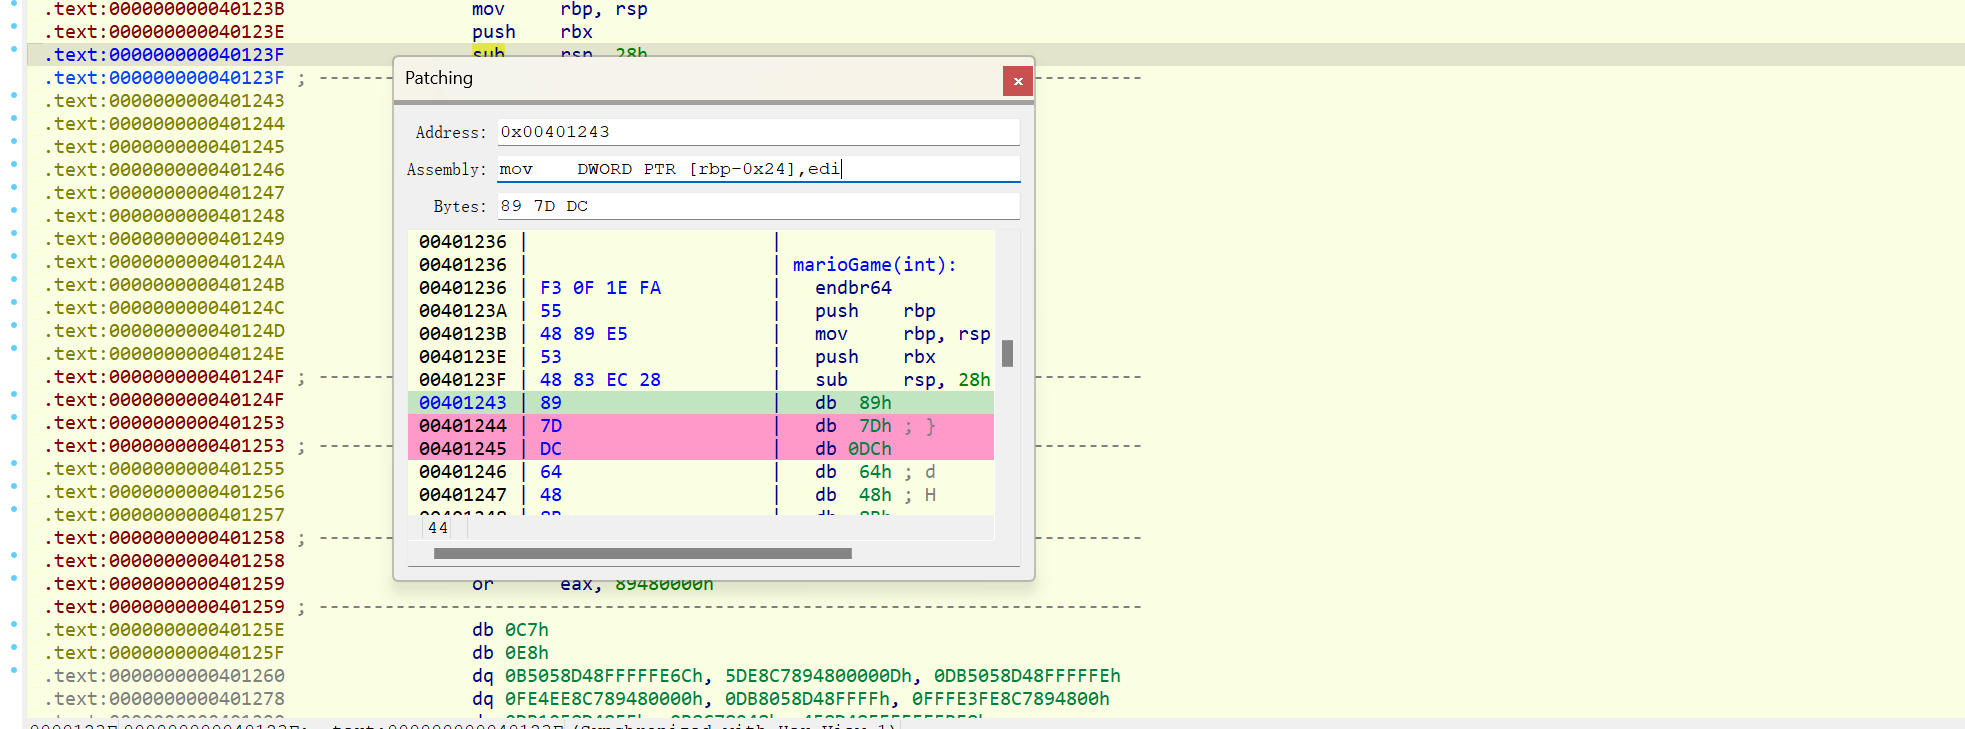 .text:000000000040123B mov rbp, rsp
.text:000000000040123E push rbx
.text:000000000040123F sub rsp, 28h
.text:000000000040123F ; ----------
.text:0000000000401243
.text:0000000000401244
.text:0000000000401245
.text:0000000000401246
.text:0000000000401247
.text:0000000000401248
.text:0000000000401249
.text:000000000040124A
.text:000000000040124B
.text:000000000040124C
.text:000000000040124D
.text:000000000040124E
.text:000000000040124F ; ----------
.text:000000000040124F
.text:0000000000401253
.text:0000000000401253 ; ----------
.text:0000000000401255
.text:0000000000401256
.text:0000000000401257
.text:0000000000401258 ; ----------
.text:0000000000401258
.text:0000000000401259 or eax, 89480000h
.text:0000000000401259 ; ----------
.text:000000000040125E db 0C7h
.text:000000000040125F db 0E8h
.text:0000000000401260 dq 0B5058D48FFFFFE6Ch, 5DE8C7894800000Dh, 0DB5058D48FFFFFEh
.text:0000000000401278 dq 0FE4EE8C789480000h, 0DB8058D48FFFFh, 0FFFE3FE8C7894800h
Patching
×
Address: 0x00401243
Assembly: mov DWORD PTR [rbp-0x24],edi
Bytes: 89 7D DC
00401236 | |
00401236 | | marioGame(int):
00401236 | F3 0F 1E FA | endbr64
0040123A | 55 | push rbp
0040123B | 48 89 E5 | mov rbp, rsp
0040123E | 53 | push rbx
0040123F | 48 83 EC 28 | sub rsp, 28h
00401243 | 89 | db 89h
00401244 | 7D | db 7Dh ; }
00401245 | DC | db 0DCh
00401246 | 64 | db 64h ; d
00401247 | 48 | db 48h ; H
44